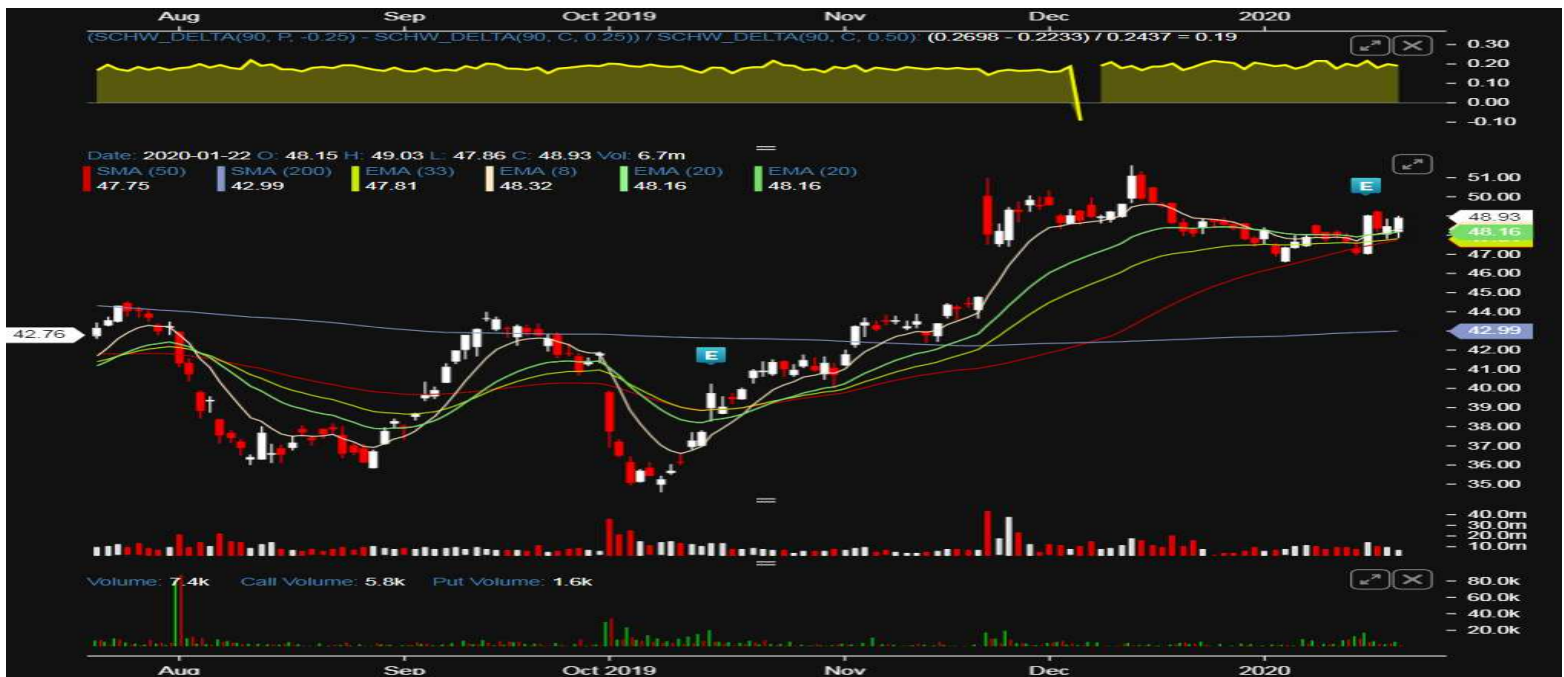 Aug Sep Oct 2019 Nov Dec 2020
(SCHW_DELTA(90, P, -0.25) - SCHW_DELTA(90, C, 0.25)) / SCHW_DELTA(90, C, 0.50): (0.2698 - 0.2233) / 0.2437 = 0.19
0.30
0.20
0.10
0.00
-0.10
Date: 2020-01-22 O: 48.15 H: 49.03 L: 47.86 C: 48.93 Vol: 6.7m
SMA (50) SMA (200) EMA (33) EMA (8) EMA (20) EMA (20)
47.75 42.99 47.81 48.32 48.16 48.16
51.00
E
50.00
48.93
48.16
47.00
46.00
45.00
44.00
42.76
42.99
42.00
E
41.00
40.00
39.00
38.00
37.00
36.00
35.00
40.0m
30.0m
20.0m
10.0m
Volume: 7.4k Call Volume: 5.8k Put Volume: 1.6k
80.0k
60.0k
40.0k
20.0k
Aug Sep Oct 2019 Nov Dec 2020